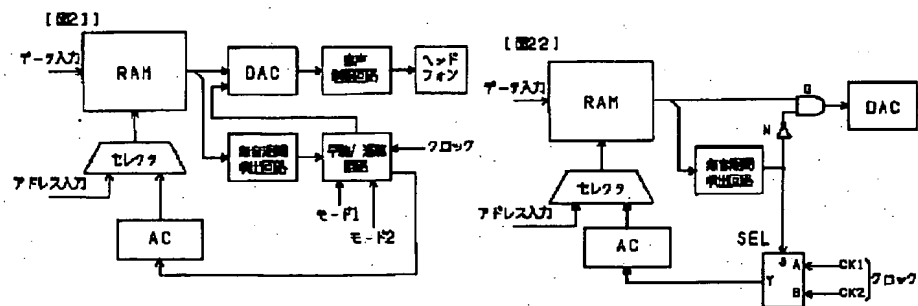 [図2]]
データ入力
RAM
DAC
ヘッド
フォン
セレクタ
クロック
アドレス入力
モード1
モード2
AC
[図22]
データ入力
RAM
G
DAC
N
セレクタ
アドレス入力
SEL
AC
Y
S
A
CK1
クロック
B
CK2